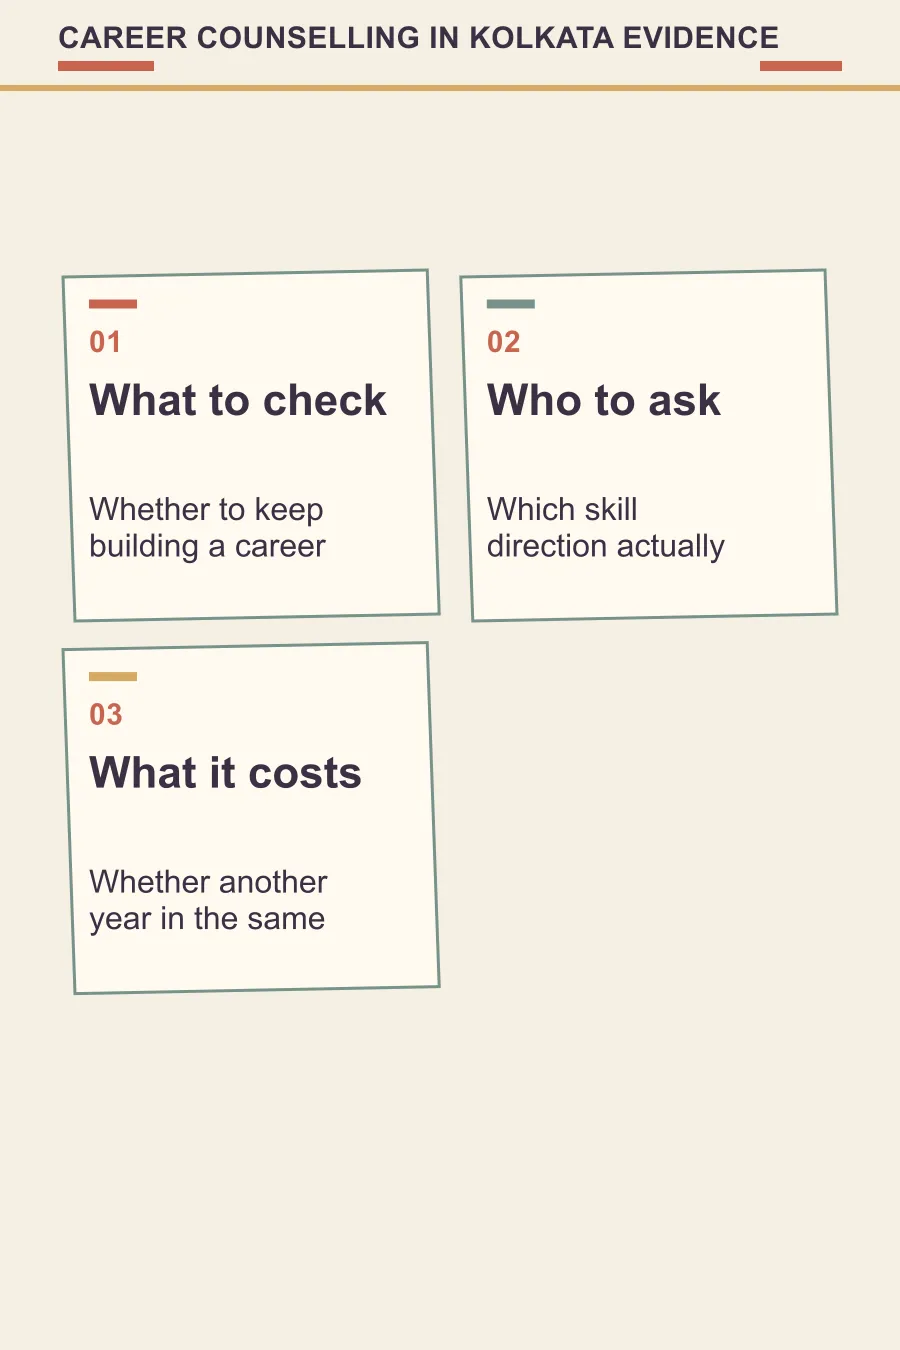 CAREER COUNSELLING IN KOLKATA EVIDENCE
01
What to check
Whether to keep
building a career
02
Who to ask
Which skill
direction actually
03
What it costs
Whether another
year in the same